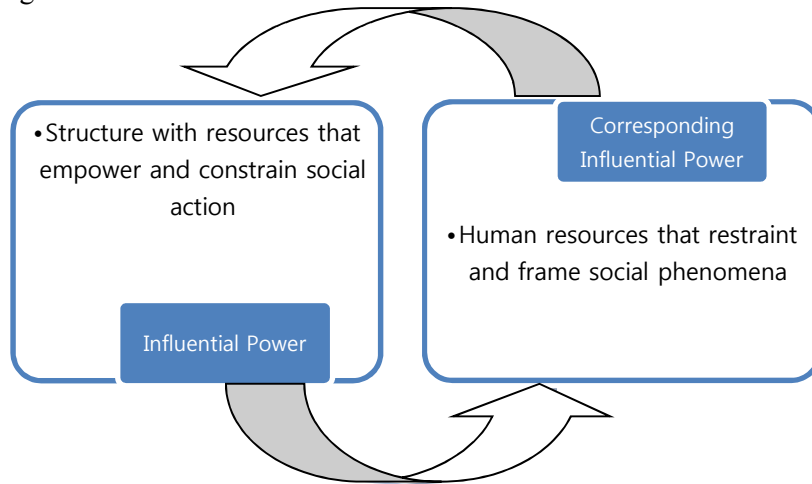 •Structure with resources that
empower and constrain social
action
Influential Power
Corresponding
Influential Power
•Human resources that restraint
and frame social phenomena